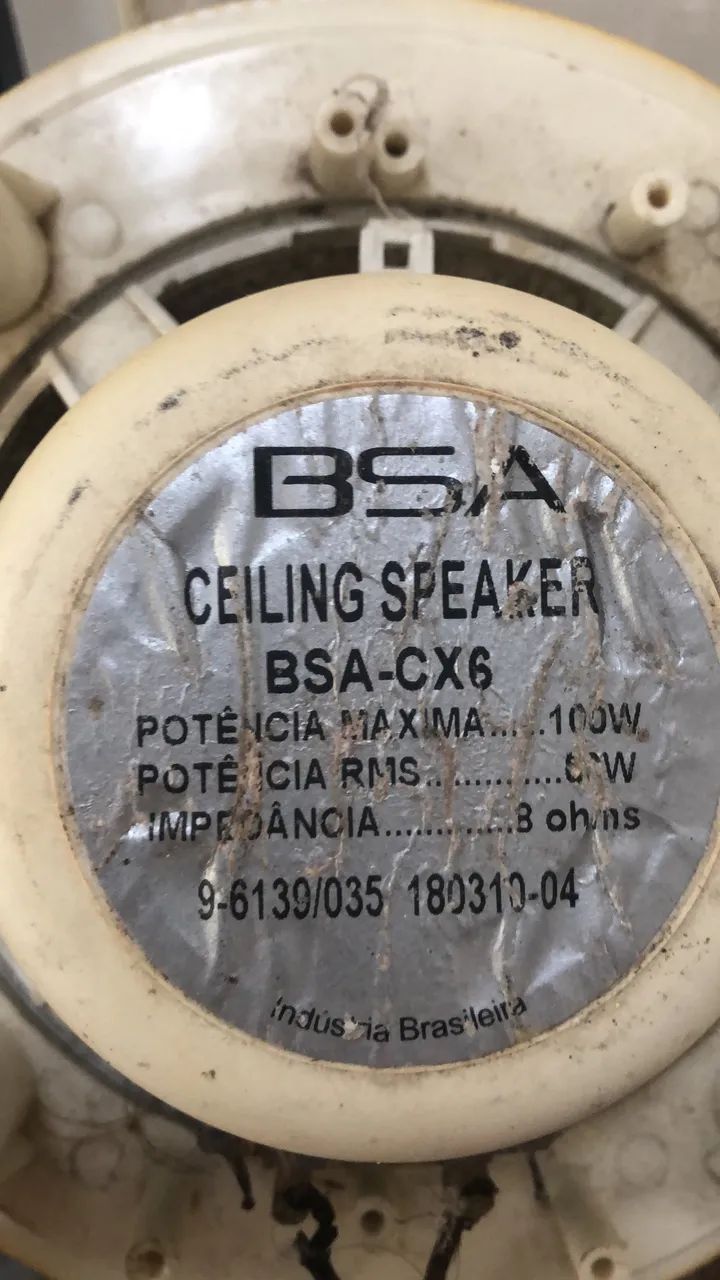 BSA
CEILING SPEAKER
BSA-CX6
POTÊNCIA MAXIMA.....100W
POTÊNCIA RMS.............
IMPEDÂNCIA.............8 ohms
9-6139/035 180310-04
Indústria Brasileira